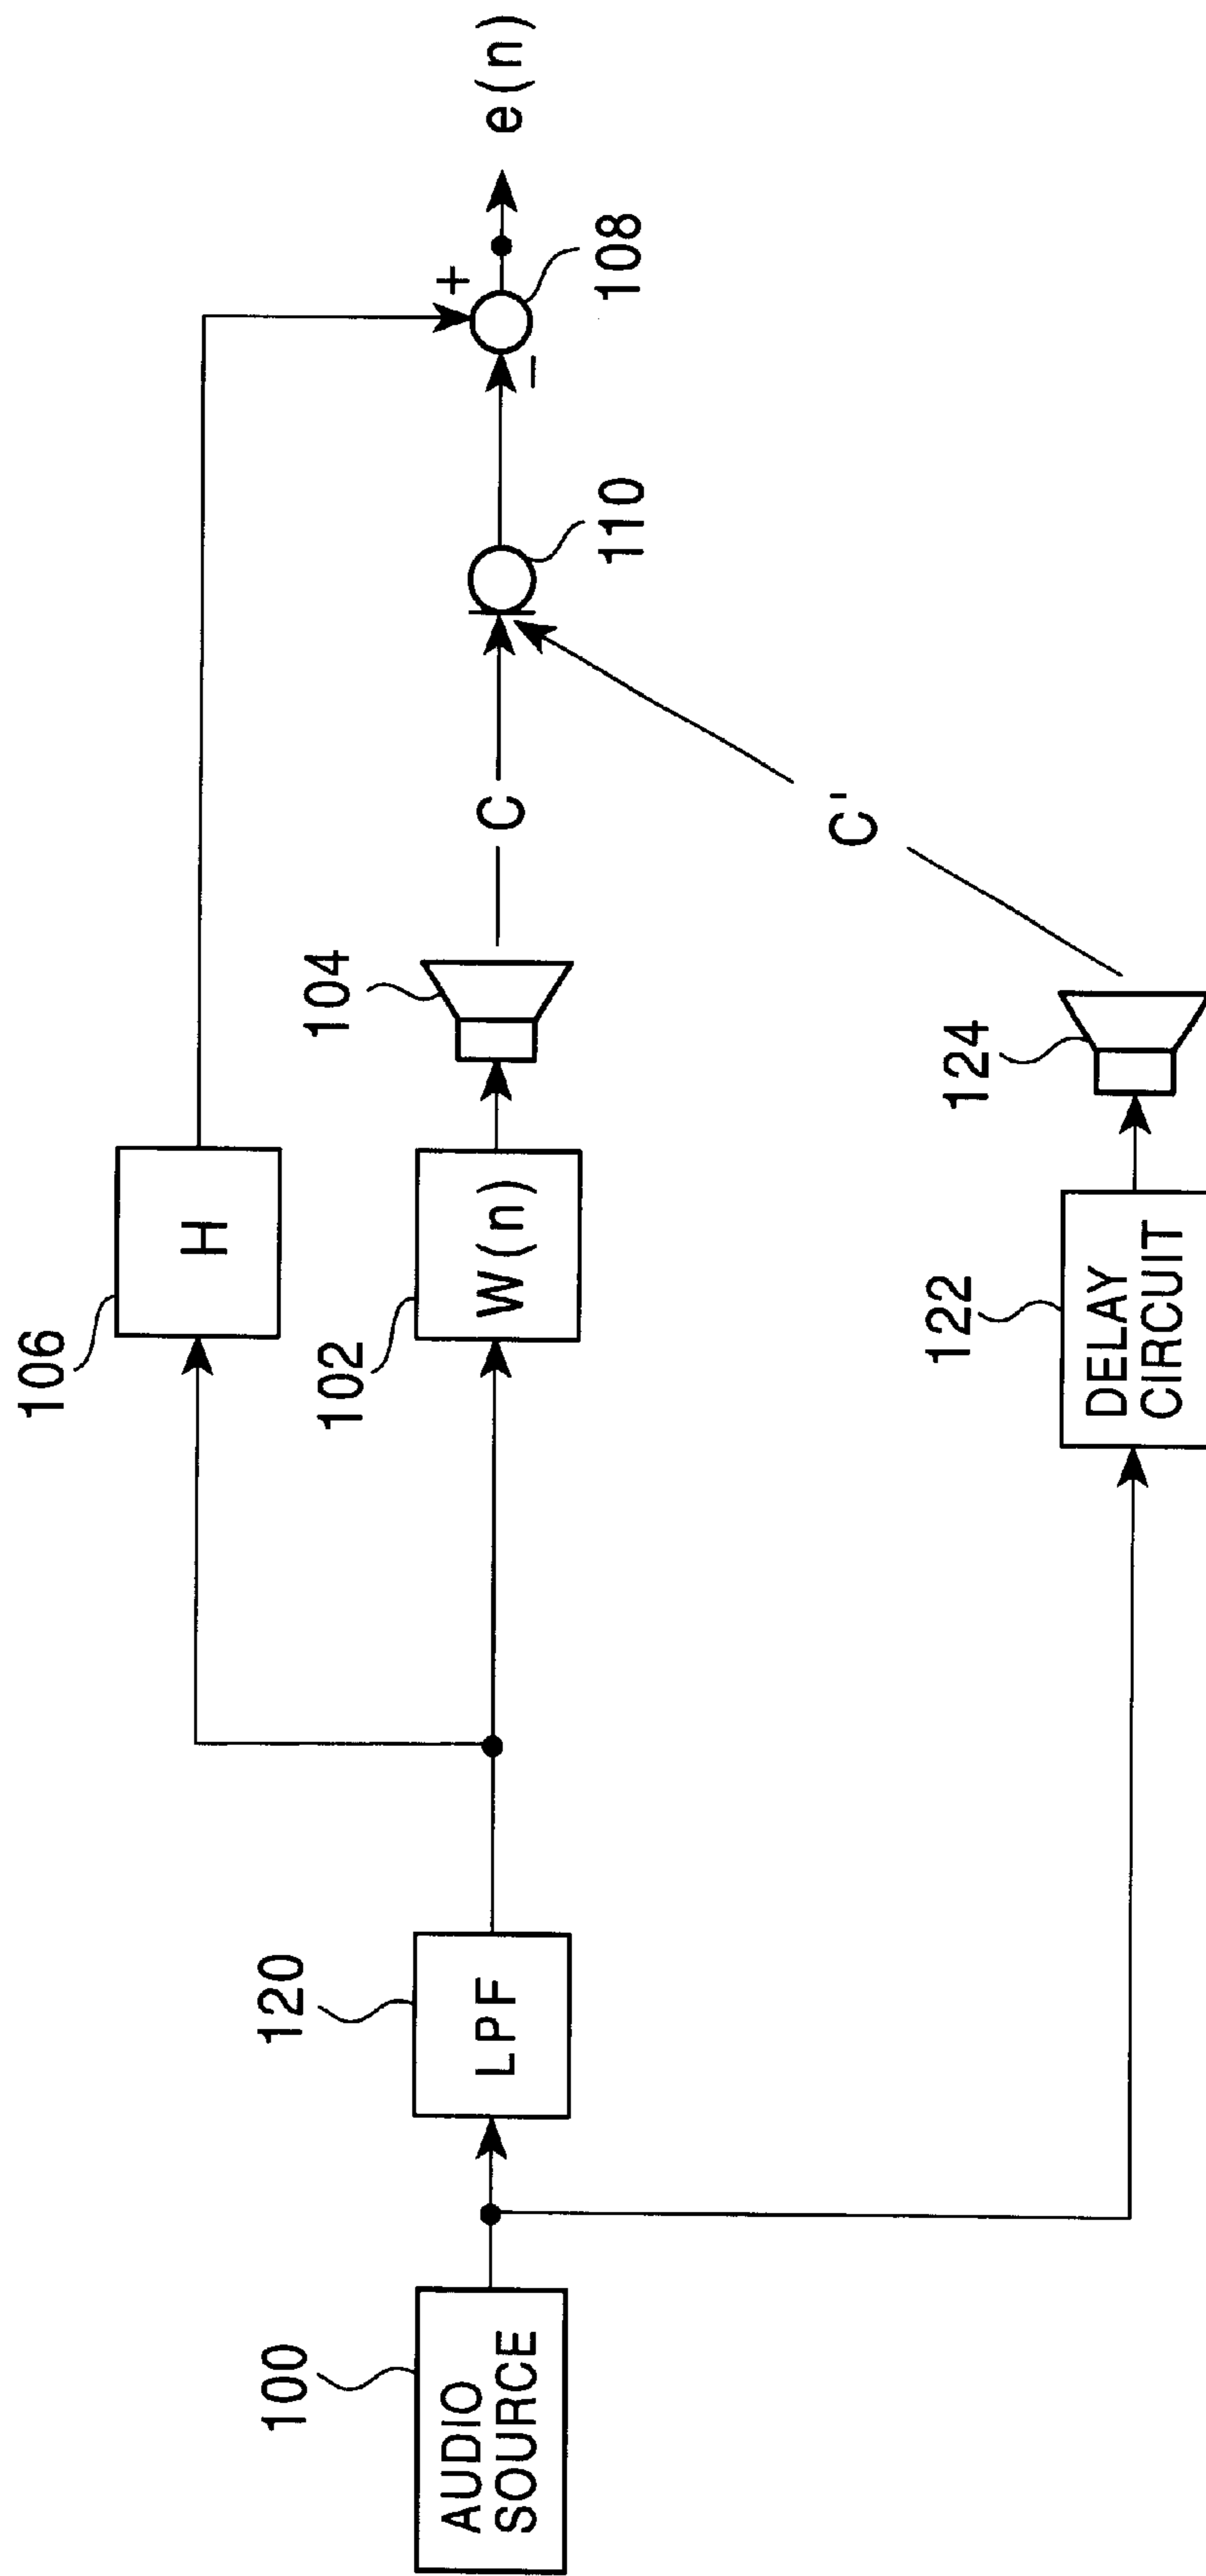 100
AUDIO
SOURCE
120
LPF
106
H
102
W(n)
104
C
110
+
−
108
e(n)
122
DELAY
CIRCUIT
124
C'